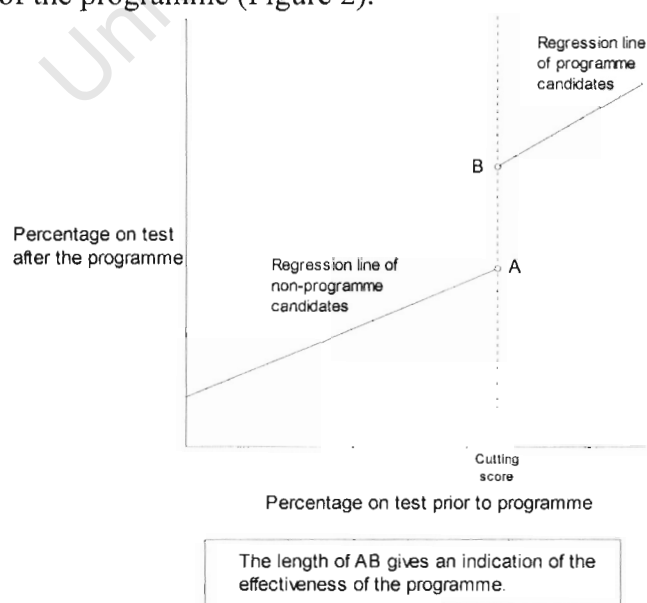 of the programme (Figure 2).
Uni
Regression line
of programme
candidates
B
Percentage on test
after the programme
Regression line of
non-programme
candidates
A
Cutting
score
Percentage on test prior to programme
The length of AB gives an indication of the
effectiveness of the programme.